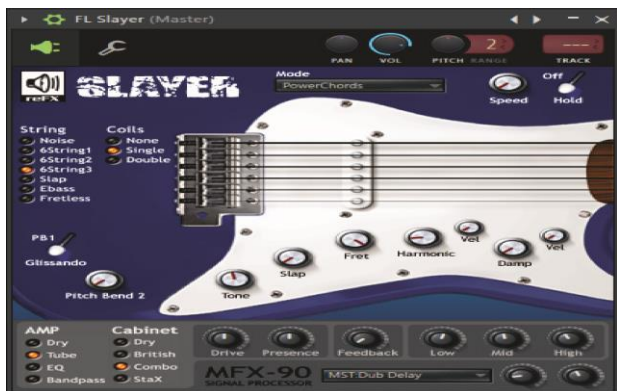 FL Slayer (Master)
PAN VOL PITCH RANGE 2 --- TRACK
reFX SLAYER
Mode
PowerChords
Speed
Off
Hold
String
Noise
6String1
6String2
6String3
Slap
Ebass
Fretless
Coils
None
Single
Double
PB1
Glissando
Pitch Bend 2
Tone
Slap
Fret
Harmonic
Vel
Damp
Vel
AMP
Dry
Tube
EQ
Bandpass
Cabinet
Dry
British
Combo
StaX
Drive Presence Feedback Low Mid High
MFX-90
SIGNAL PROCESSOR
MST:Dub Delay